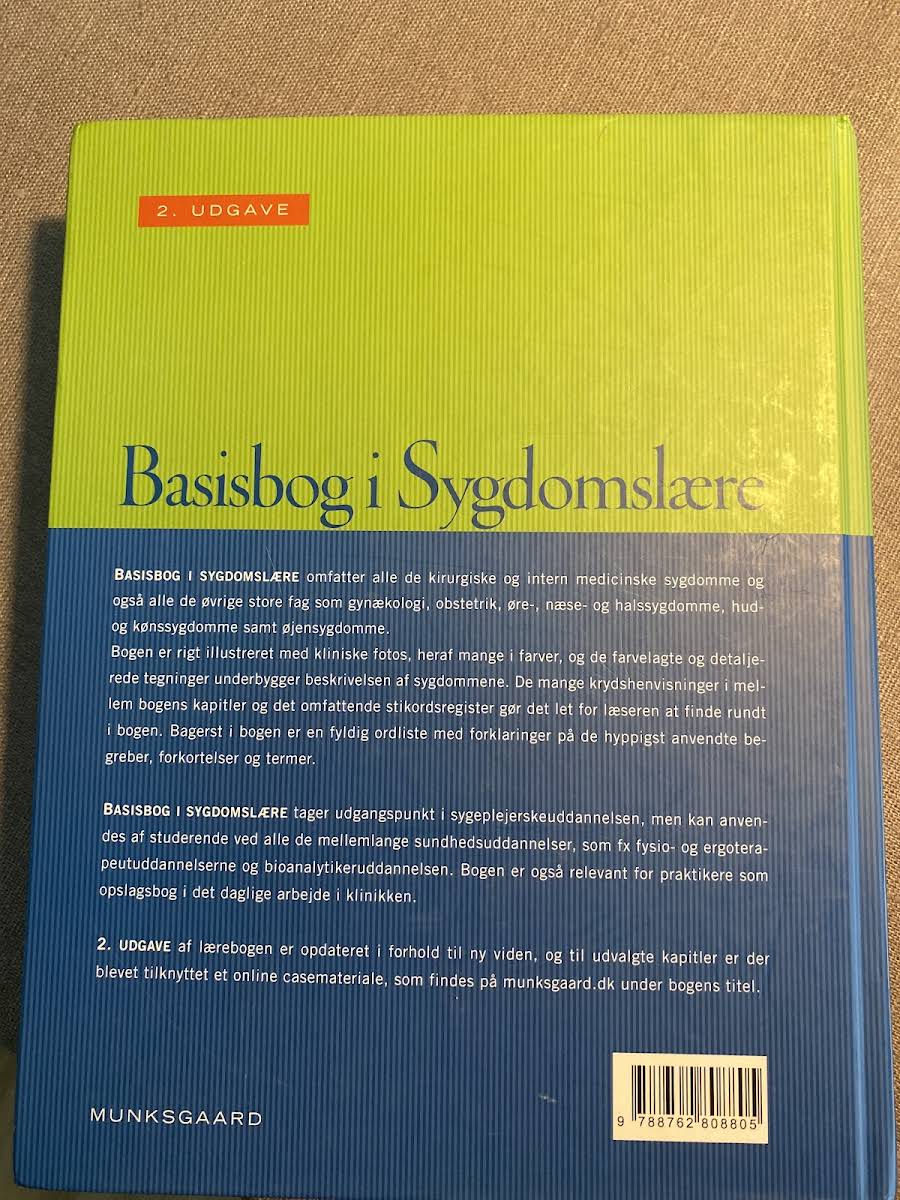 2. UDGAVE
Basisbog i Sygdomslære
BASISBOG I SYGDOMSLÆRE omfatter alle de kirurgiske og intern medicinske sygdomme og
også alle de øvrige store fag som gynækologi, obstetrik, øre-, næse- og halssygdomme, hud-
og kønssygdomme samt øjensygdomme.
Bogen er rigt illustreret med kliniske fotos, heraf mange i farver, og de farvelagte og detalje-
rede tegninger underbygger beskrivelsen af sygdommene. De mange krydshenvisninger i mel-
lem bogens kapitler og det omfattende stikordsregister gør det let for læseren at finde rundt
i bogen. Bagerst i bogen er en fyldig ordliste med forklaringer på de hyppigst anvendte be-
greber, forkortelser og termer.
BASISBOG I SYGDOMSLÆRE tager udgangspunkt i sygeplejerskeuddannelsen, men kan anven-
des af studerende ved alle de mellemlange sundhedsuddannelser, som fx fysio- og ergotera-
peutuddannelserne og bioanalytikeruddannelsen. Bogen er også relevant for praktikere som
opslagsbog i det daglige arbejde i klinikken.
2. UDGAVE af lærebogen er opdateret i forhold til ny viden, og til udvalgte kapitler er der
blevet tilknyttet et online casemateriale, som findes på munksgaard.dk under bogens titel.
MUNKSGAARD
9 788762 808805